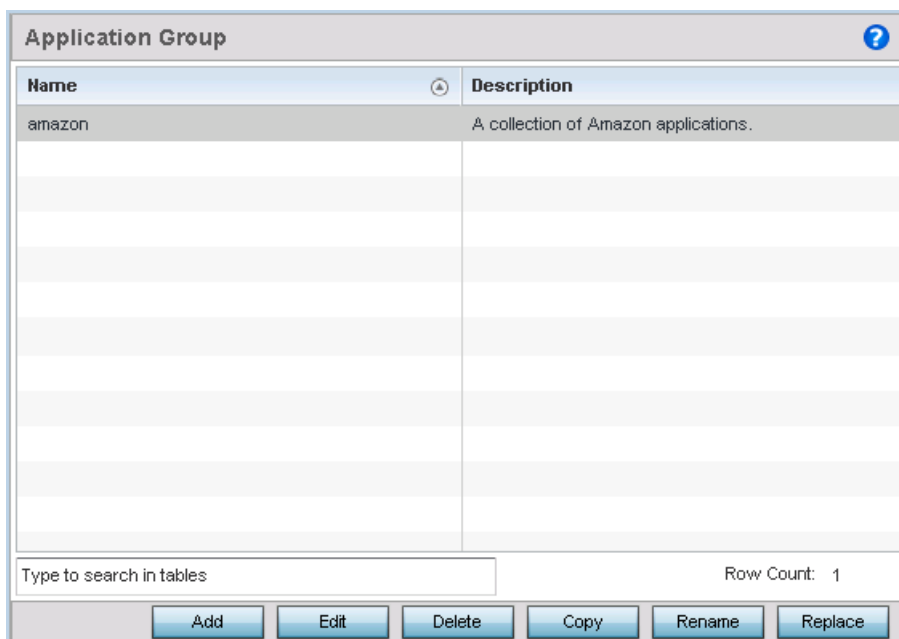 Application Group
Name Description
amazon A collection of Amazon applications.
Type to search in tables Row Count: 1
Add Edit Delete Copy Rename Replace